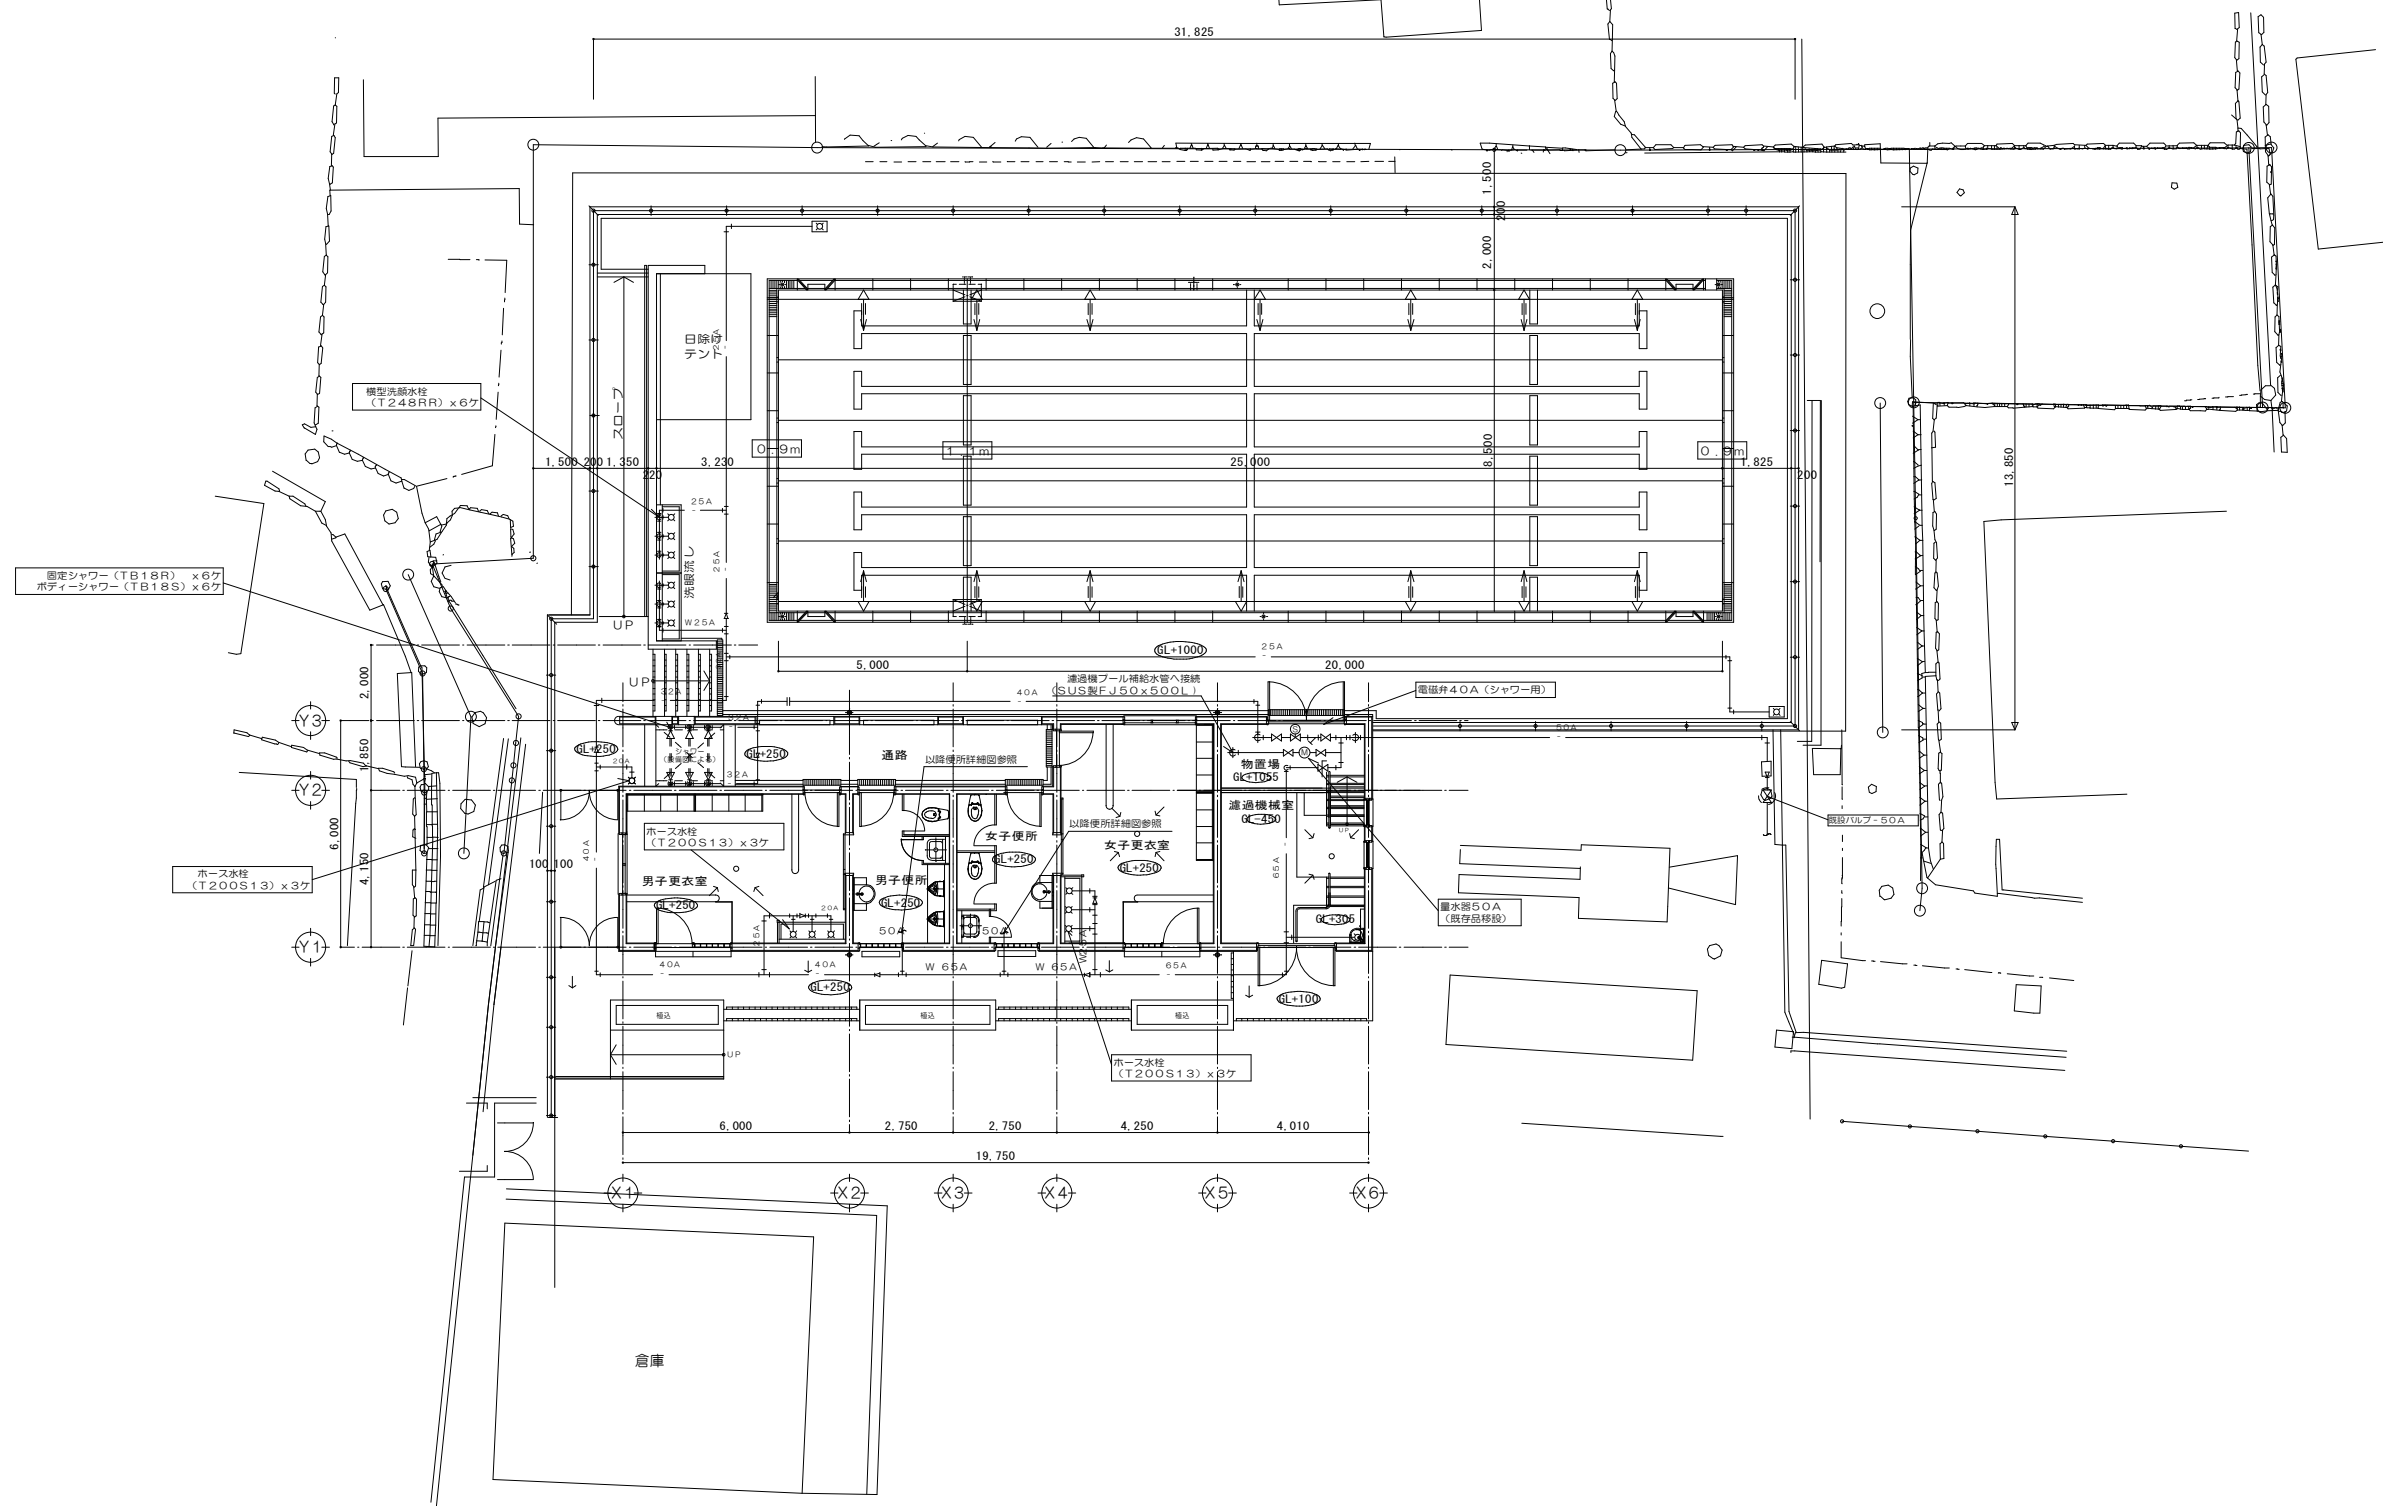 31,825
1,500
200
2,000
日除け
テント
25A
横型洗顔水栓
(T248RR) x6ケ
スロープ
0.9m
1.1m
0.9m
8,500
1,500 200 1,350
220
3,230
25,000
1,825
200
13,850
25A
25A
洗眼流し
W25A
固定シャワー (TB18R) x6ケ
ボディーシャワー (TB18S) x6ケ
UP
GL+1000
25A
5,000
20,000
2,000
UP
32A
濾過機プール補給水管へ接続
(SUS製FJ50x500L)
40A
電磁弁40A (シャワー用)
Y3
50A
S
M
GL+250
シャワー
GL+250
通路
以降便所詳細図参照
20A
32A
物置場
GL+1055
1,850
Y2
6,000
濾過機械室
GL-450
既設バルブ-50A
ホース水栓
(T200S13) x3ケ
以降便所詳細図参照
女子便所
GL+250
女子更衣室
GL+250
UP
40A
65A
100 100
4,150
ホース水栓
(T200S13) x3ケ
男子更衣室
GL+250
男子便所
GL+250
20A
25A
50A
50A
量水器50A
(既存品移設)
GL+305
Y1
40A
40A
W 65A
W 65A
W25A
65A
GL+250
GL+100
植込
植込
植込
UP
ホース水栓
(T200S13) x3ケ
6,000
2,750
2,750
4,250
4,010
19,750
X1
X2
X3
X4
X5
X6
倉庫